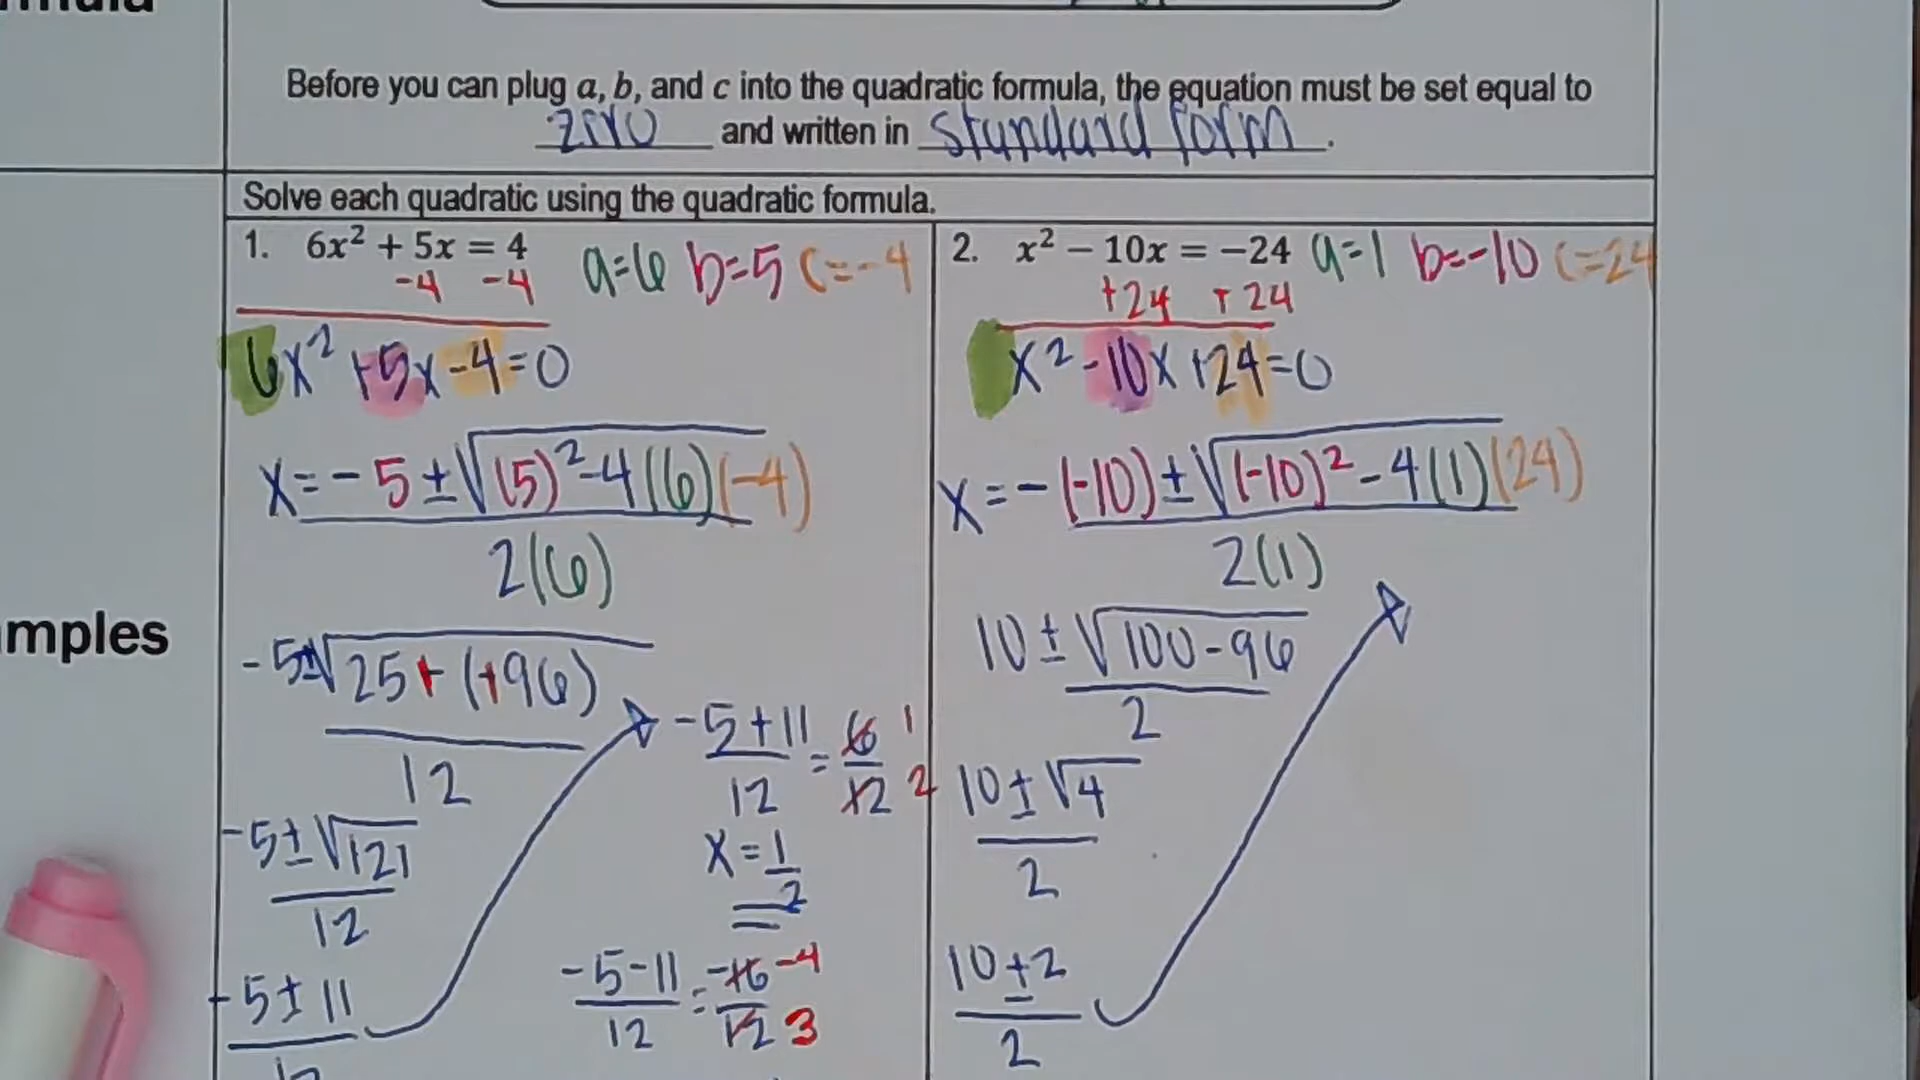 Before you can plug a, b, and c into the quadratic formula, the equation must be set equal to
zero and written in standard form.
Solve each quadratic using the quadratic formula.
1. 6x² + 5x = 4 a=6 b=5 c=-4
-4 -4
6x² +5x -4=0
x = -5 ± √(5)² -4(6)(-4)
2(6)
-5±√25+(+96)
12
-5±√121
12
-5±11
-5+11 = 6 1
12 12 2
x = 1
2
-5-11 = -16 -4
12 12 3
2. x² − 10x = −24 a=1 b=-10 c=24
+24 +24
x² -10x +24=0
x = -(-10) ± √(-10)² - 4(1)(24)
2(1)
10 ± √100-96
2
10 ± √4
2
10 ± 2
2
mples